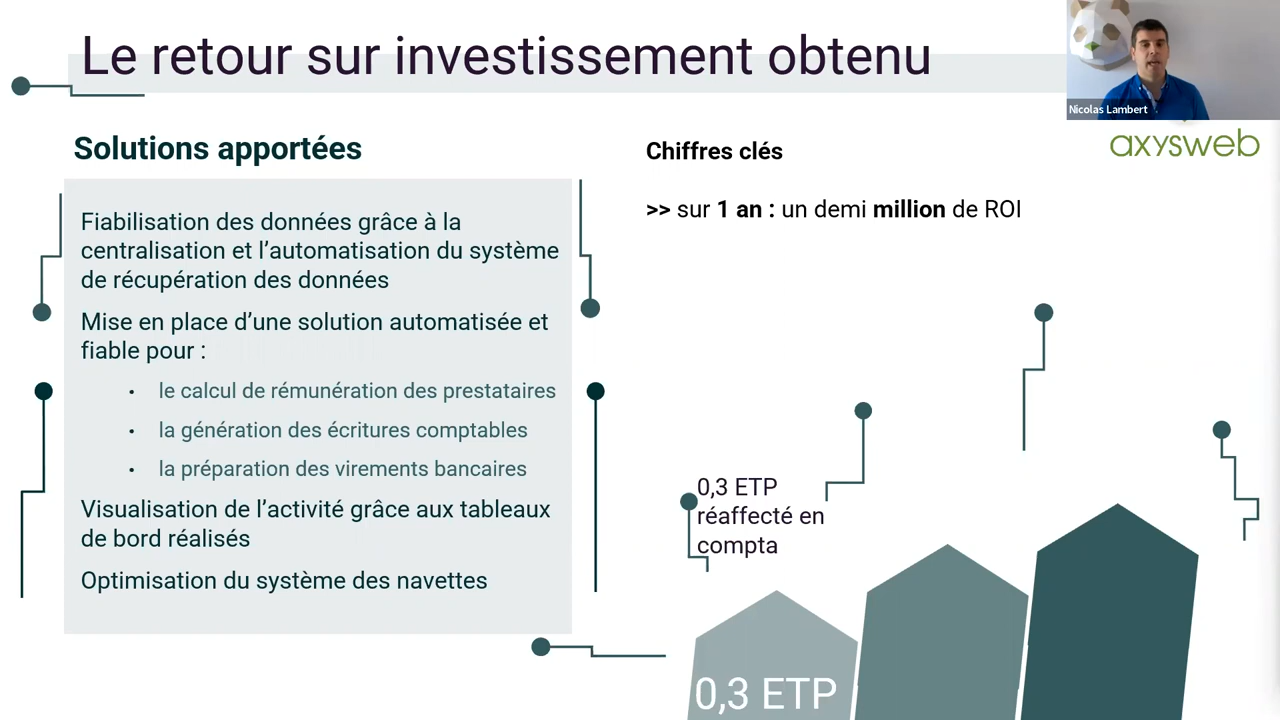 Le retour sur investissement obtenu
Nicolas Lambert
axysweb
Solutions apportées
Fiabilisation des données grâce à la
centralisation et l’automatisation du système
de récupération des données
Mise en place d’une solution automatisée et
fiable pour :
• le calcul de rémunération des prestataires
• la génération des écritures comptables
• la préparation des virements bancaires
Visualisation de l’activité grâce aux tableaux
de bord réalisés
Optimisation du système des navettes
Chiffres clés
>> sur 1 an : un demi million de ROI
0,3 ETP
réaffecté en
compta
0,3 ETP